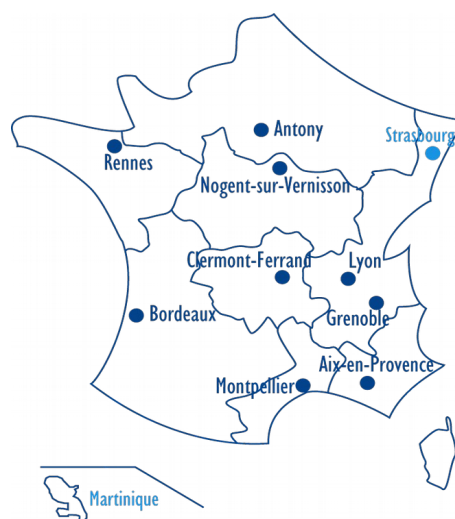 Antony
Strasbourg
Rennes
Nogent-sur-Vernisson
Clermont-Ferrand
Lyon
Bordeaux
Grenoble
Aix-en-Provence
Montpellier
Martinique